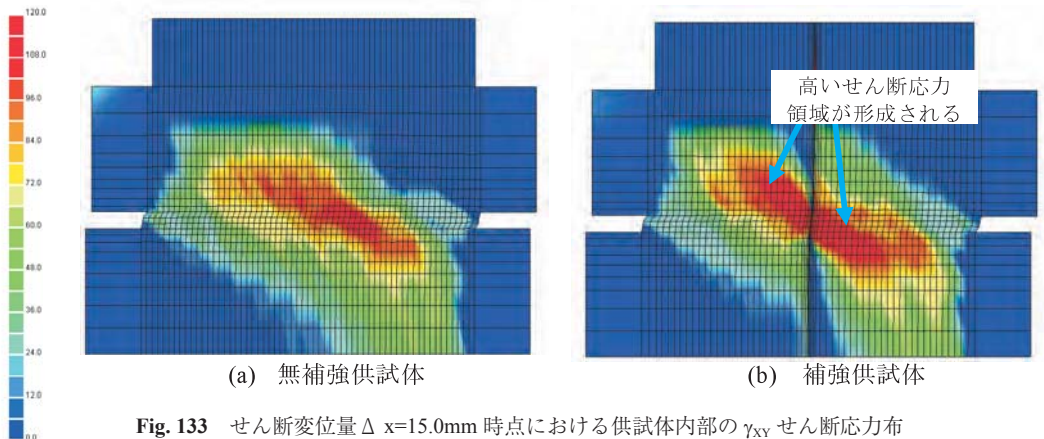 120.0
108.0
96.0
84.0
72.0
60.0
48.0
36.0
24.0
12.0
0.0
高いせん断応力
領域が形成される
(a) 無補強供試体
(b) 補強供試体
Fig. 133 せん断変位量 Δ x=15.0mm 時点における供試体内部の γXY せん断応力布